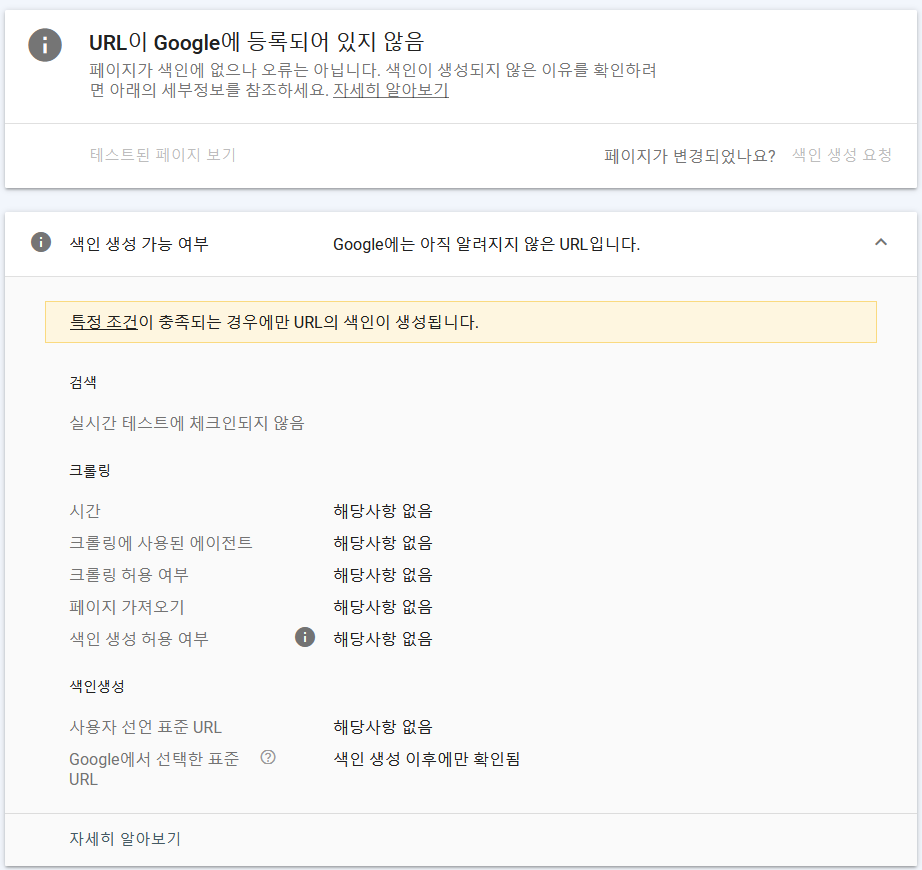 URL이 Google에 등록되어 있지 않음
페이지가 색인에 없으나 오류는 아닙니다. 색인이 생성되지 않은 이유를 확인하려
면 아래의 세부정보를 참조하세요. 자세히 알아보기
테스트된 페이지 보기
페이지가 변경되었나요? 색인 생성 요청
색인 생성 가능 여부 Google에는 아직 알려지지 않은 URL입니다.
특정 조건이 충족되는 경우에만 URL의 색인이 생성됩니다.
검색
실시간 테스트에 체크인되지 않음
크롤링
시간 해당사항 없음
크롤링에 사용된 에이전트 해당사항 없음
크롤링 허용 여부 해당사항 없음
페이지 가져오기 해당사항 없음
색인 생성 허용 여부 해당사항 없음
색인생성
사용자 선언 표준 URL 해당사항 없음
Google에서 선택한 표준 색인 생성 이후에만 확인됨
URL
자세히 알아보기